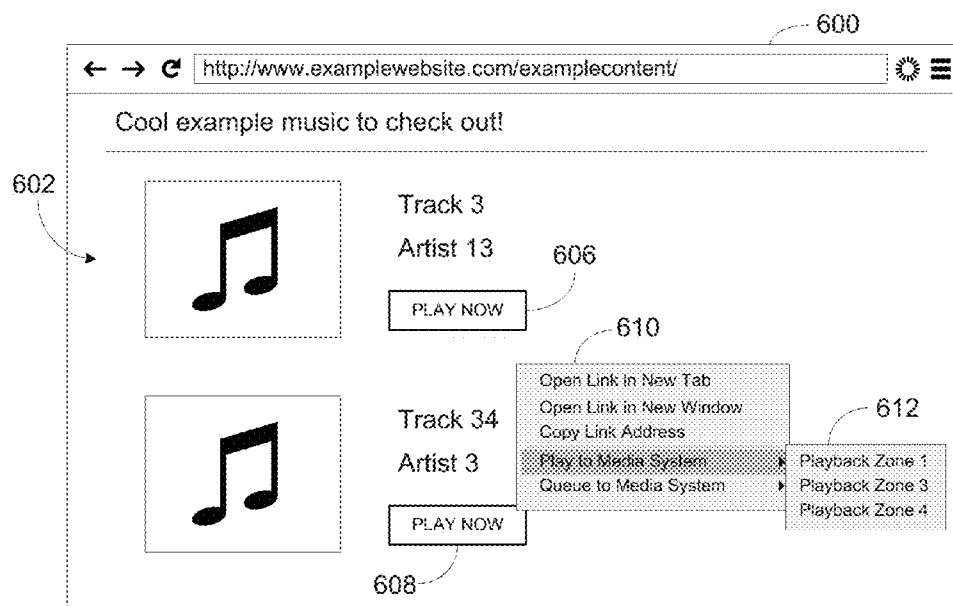 600
http://www.examplewebsite.com/examplecontent/
Cool example music to check out!
602
Track 3
Artist 13
606
PLAY NOW
610
Open Link in New Tab
Open Link in New Window
Copy Link Address
Play to Media System
Queue to Media System
612
Playback Zone 1
Playback Zone 3
Playback Zone 4
Track 34
Artist 3
PLAY NOW
608